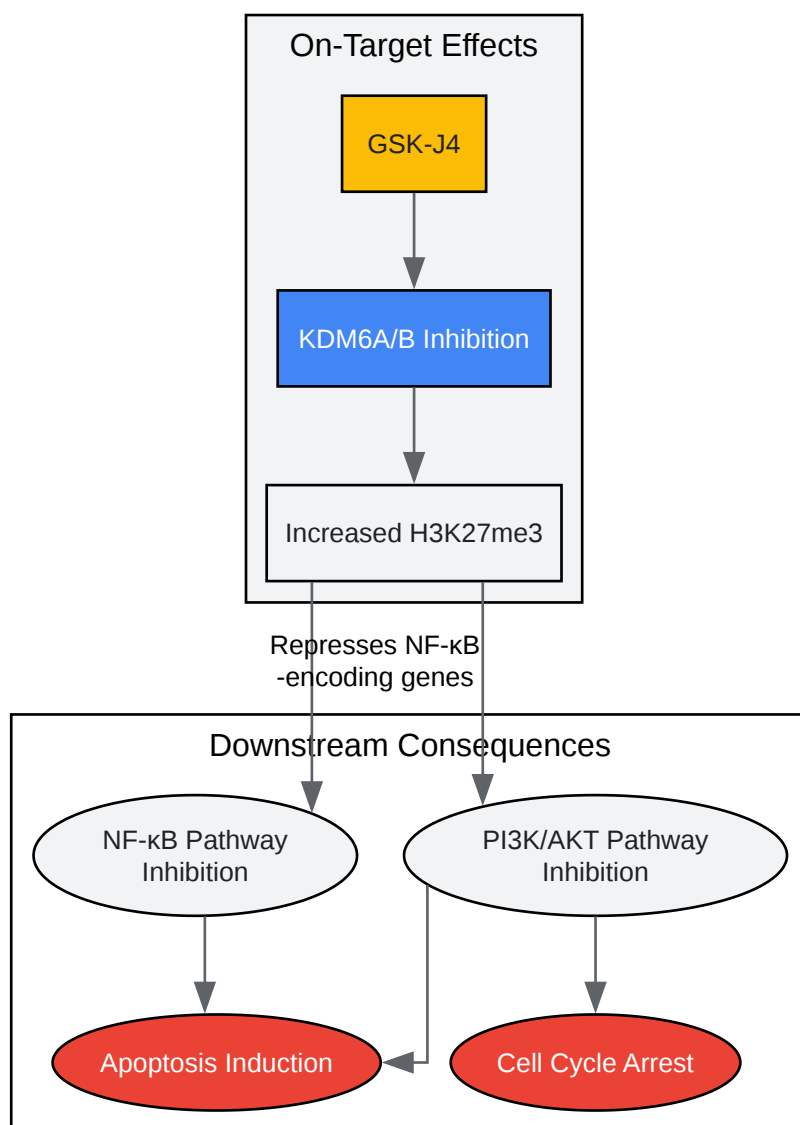 On-Target Effects
GSK-J4
KDM6A/B Inhibition
Increased H3K27me3
Represses NF-κB
-encoding genes
Downstream Consequences
NF-κB Pathway
Inhibition
PI3K/AKT Pathway
Inhibition
Apoptosis Induction
Cell Cycle Arrest